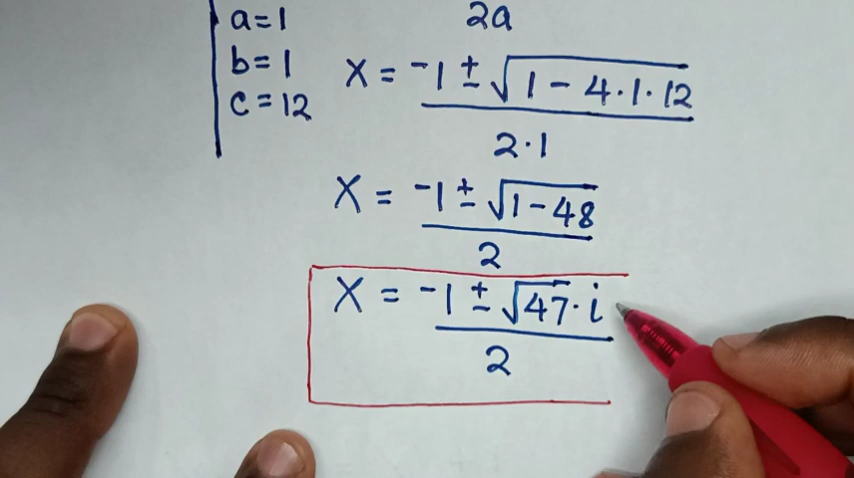 a=1
2a
b=1
c=12
X = -1 ± √1 - 4·1·12
2·1
X = -1 ± √1-48
2
X = -1 ± √47·i
2